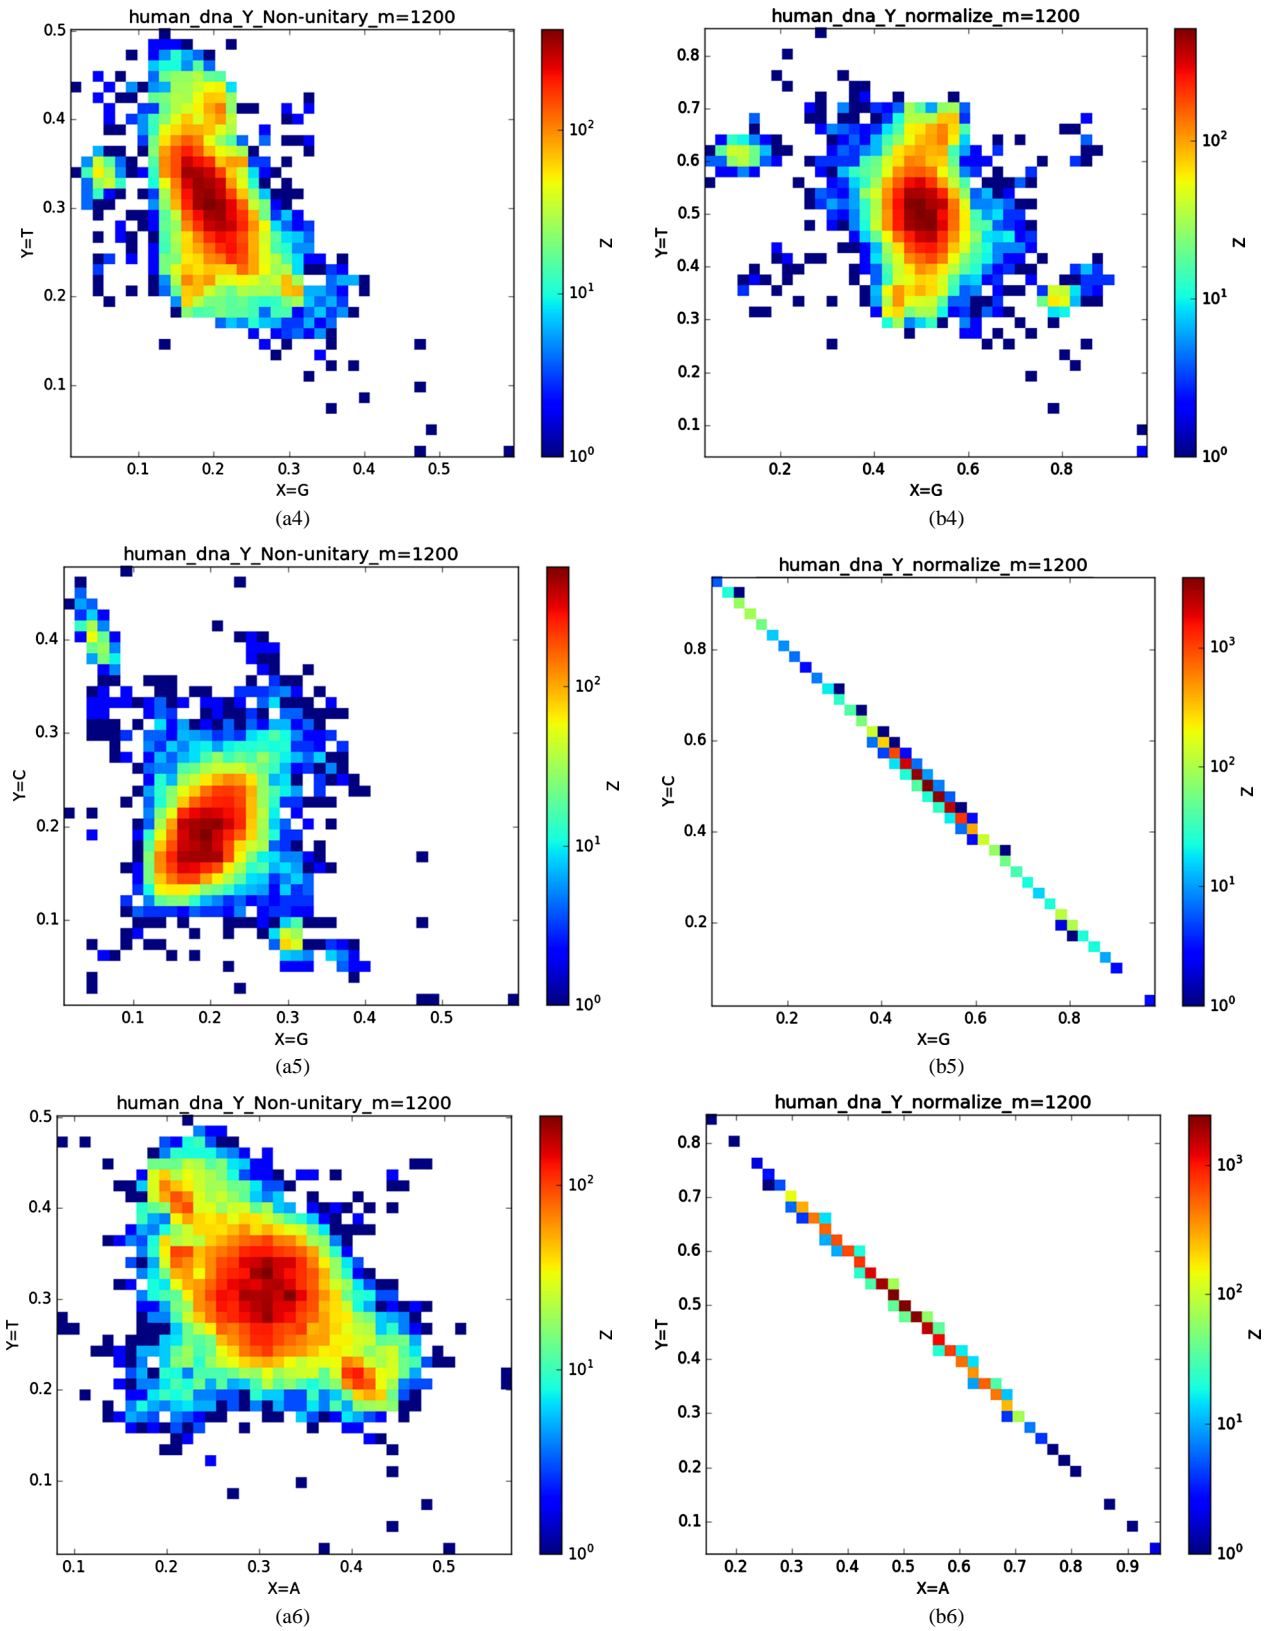 human_dna_Y_Non-unitary_m=1200
0.5
0.4
0.3
0.2
0.1
Y=T
0.1 0.2 0.3 0.4 0.5
X=G
10²
10¹
10⁰
Z
(a4)
human_dna_Y_normalize_m=1200
0.8
0.7
0.6
0.5
0.4
0.3
0.2
0.1
Y=T
0.2 0.4 0.6 0.8
X=G
10²
10¹
10⁰
Z
(b4)
human_dna_Y_Non-unitary_m=1200
0.4
0.3
0.2
0.1
Y=C
0.1 0.2 0.3 0.4 0.5
X=G
10²
10¹
10⁰
Z
(a5)
human_dna_Y_normalize_m=1200
0.8
0.6
0.4
0.2
Y=C
0.2 0.4 0.6 0.8
X=G
10³
10²
10¹
10⁰
Z
(b5)
human_dna_Y_Non-unitary_m=1200
0.5
0.4
0.3
0.2
0.1
Y=T
0.1 0.2 0.3 0.4 0.5
X=A
10²
10¹
10⁰
Z
(a6)
human_dna_Y_normalize_m=1200
0.8
0.7
0.6
0.5
0.4
0.3
0.2
0.1
Y=T
0.2 0.3 0.4 0.5 0.6 0.7 0.8 0.9
X=A
10³
10²
10¹
10⁰
Z
(b6)